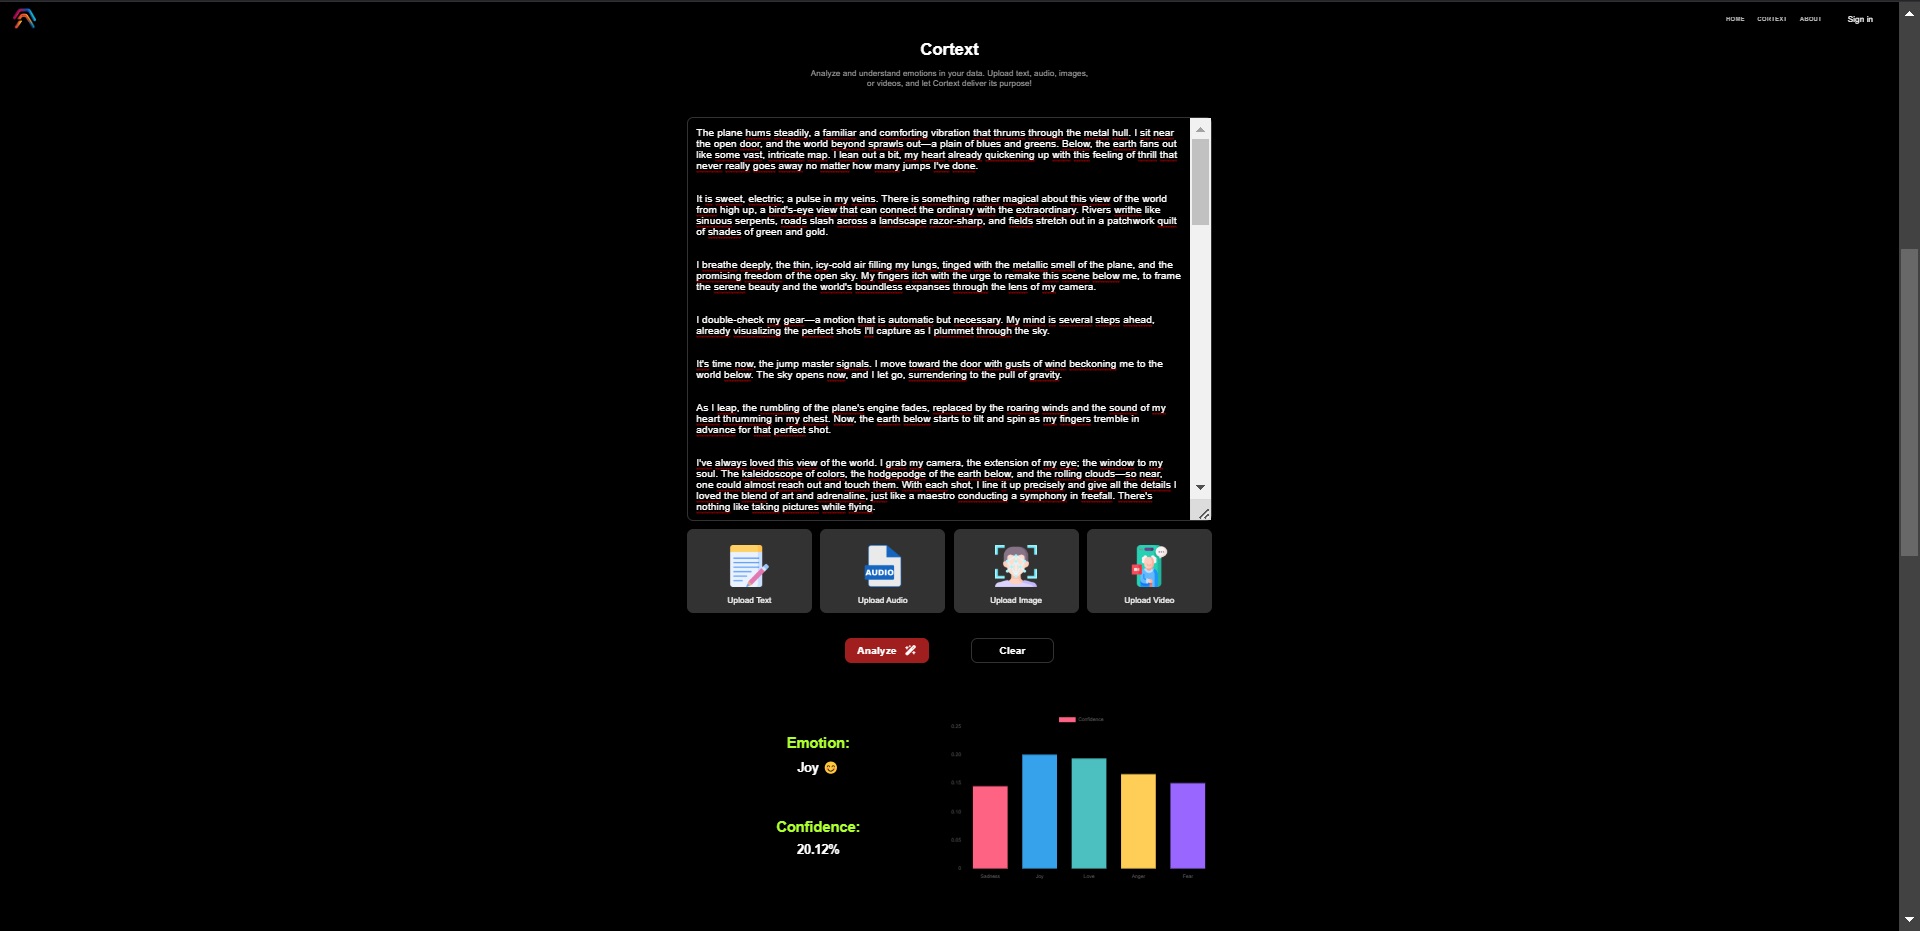 HOME CORTEXT ABOUT Sign in
Cortext
Analyze and understand emotions in your data. Upload text, audio, images,
or videos, and let Cortext deliver its purpose!
The plane hums steadily, a familiar and comforting vibration that thrums through the metal hull. I sit near
the open door, and the world beyond sprawls out—a plain of blues and greens. Below, the earth fans out
like some vast, intricate map. I lean out a bit, my heart already quickening up with this feeling of thrill that
never really goes away no matter how many jumps I've done.
It is sweet, electric; a pulse in my veins. There is something rather magical about this view of the world
from high up, a bird's-eye view that can connect the ordinary with the extraordinary. Rivers writhe like
sinuous serpents, roads slash across a landscape razor-sharp, and fields stretch out in a patchwork quilt
of shades of green and gold.
I breathe deeply, the thin, icy-cold air filling my lungs, tinged with the metallic smell of the plane, and the
promising freedom of the open sky. My fingers itch with the urge to remake this scene below me, to frame
the serene beauty and the world's boundless expanses through the lens of my camera.
I double-check my gear—a motion that is automatic but necessary. My mind is several steps ahead,
already visualizing the perfect shots I'll capture as I plummet through the sky.
It's time now, the jump master signals. I move toward the door with gusts of wind beckoning me to the
world below. The sky opens now, and I let go, surrendering to the pull of gravity.
As I leap, the rumbling of the plane's engine fades, replaced by the roaring winds and the sound of my
heart thrumming in my chest. Now, the earth below starts to tilt and spin as my fingers tremble in
advance for that perfect shot.
I've always loved this view of the world. I grab my camera, the extension of my eye; the window to my
soul. The kaleidoscope of colors, the hodgepodge of the earth below, and the rolling clouds—so near,
one could almost reach out and touch them. With each shot, I line it up precisely and give all the details I
loved the blend of art and adrenaline, just like a maestro conducting a symphony in freefall. There's
nothing like taking pictures while flying.
AUDIO
Upload Text Upload Audio Upload Image Upload Video
Analyze Clear
Emotion:
Joy 😊
Confidence:
20.12%
Confidence
0.25
0.20
0.15
0.10
0.05
0
Sadness Joy Love Anger Fear